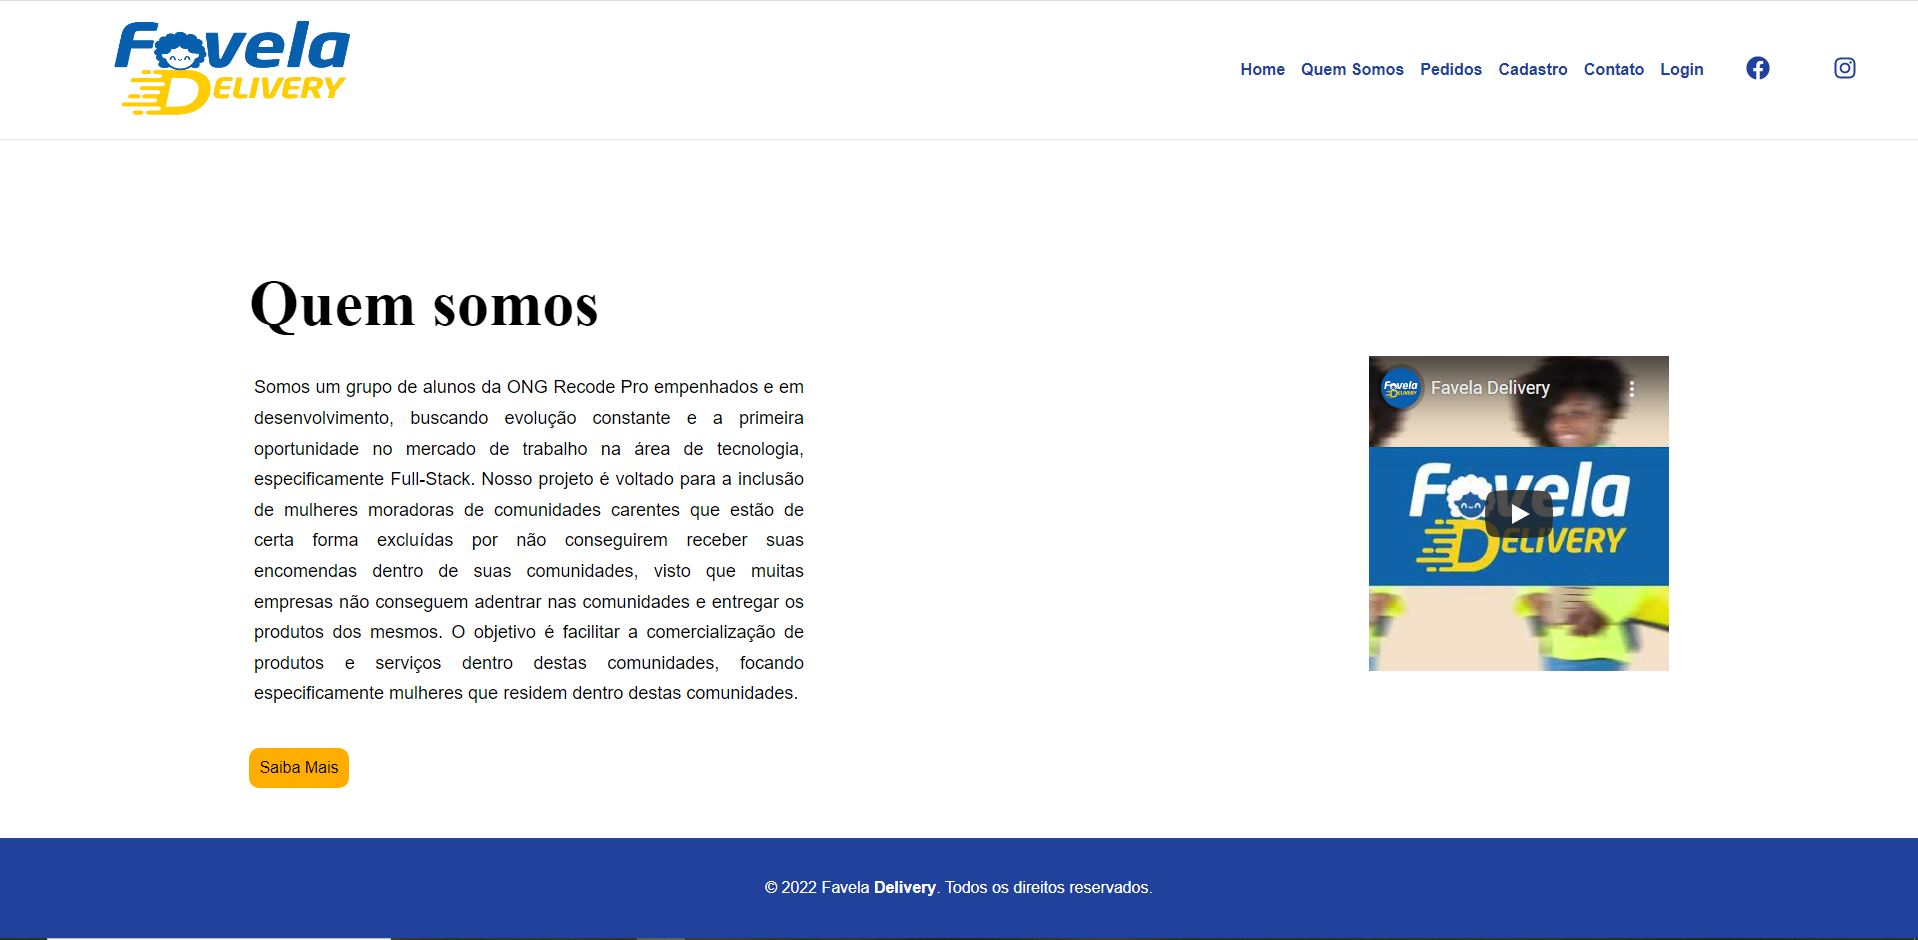 Favela
DELIVERY
Home Quem Somos Pedidos Cadastro Contato Login
Quem somos
Somos um grupo de alunos da ONG Recode Pro empenhados e em
desenvolvimento, buscando evolução constante e a primeira
oportunidade no mercado de trabalho na área de tecnologia,
especificamente Full-Stack. Nosso projeto é voltado para a inclusão
de mulheres moradoras de comunidades carentes que estão de
certa forma excluídas por não conseguirem receber suas
encomendas dentro de suas comunidades, visto que muitas
empresas não conseguem adentrar nas comunidades e entregar os
produtos dos mesmos. O objetivo é facilitar a comercialização de
produtos e serviços dentro destas comunidades, focando
especificamente mulheres que residem dentro destas comunidades.
Saiba Mais
Favela
DELIVERY
Favela Delivery
Favela
DELIVERY
© 2022 Favela Delivery. Todos os direitos reservados.